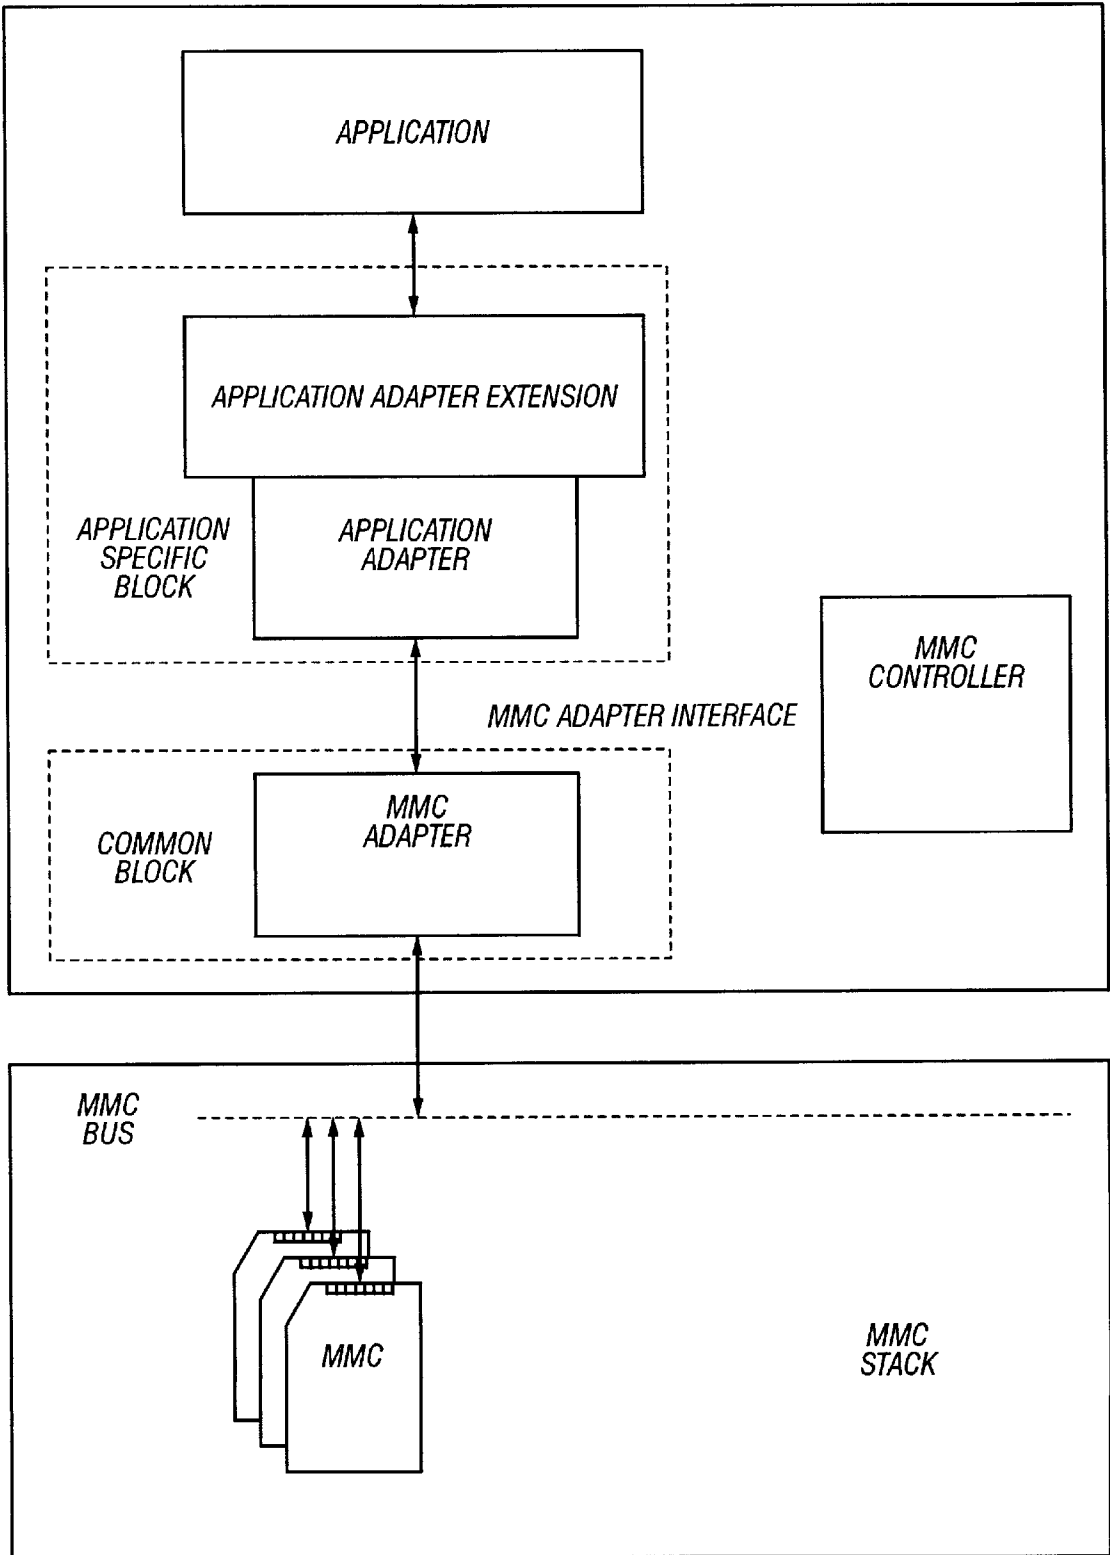 APPLICATION
APPLICATION ADAPTER EXTENSION
APPLICATION
SPECIFIC
BLOCK
APPLICATION
ADAPTER
MMC
CONTROLLER
MMC ADAPTER INTERFACE
MMC
ADAPTER
COMMON
BLOCK
MMC
BUS
MMC
MMC
STACK